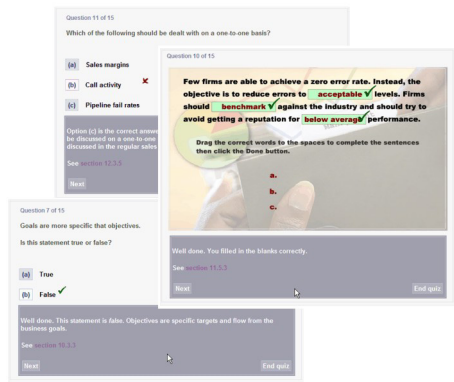 Question 11 of 15
Which of the following should be dealt with on a one-to-one basis?
(a) Sales margins
(b) Call activity
(c) Pipeline fail rates
Option (c) is the correct answe
be discussed on a one-to-one
discussed in the regular sales
See section 12.3.5
Next
Question 10 of 15
Few firms are able to achieve a zero error rate. Instead, the
objective is to reduce errors to acceptable levels. Firms
should benchmark against the industry and should try to
avoid getting a reputation for below average performance.
Drag the correct words to the spaces to complete the sentences
then click the Done button.
a.
b.
c.
Well done. You filled in the blanks correctly.
See section 11.3.3
Next
End quiz
Question 7 of 15
Goals are more specific that objectives.
Is this statement true or false?
(a) True
(b) False
Well done. This statement is false. Objectives are specific targets and flow from the
business goals.
See section 10.3.3
Next
End quiz